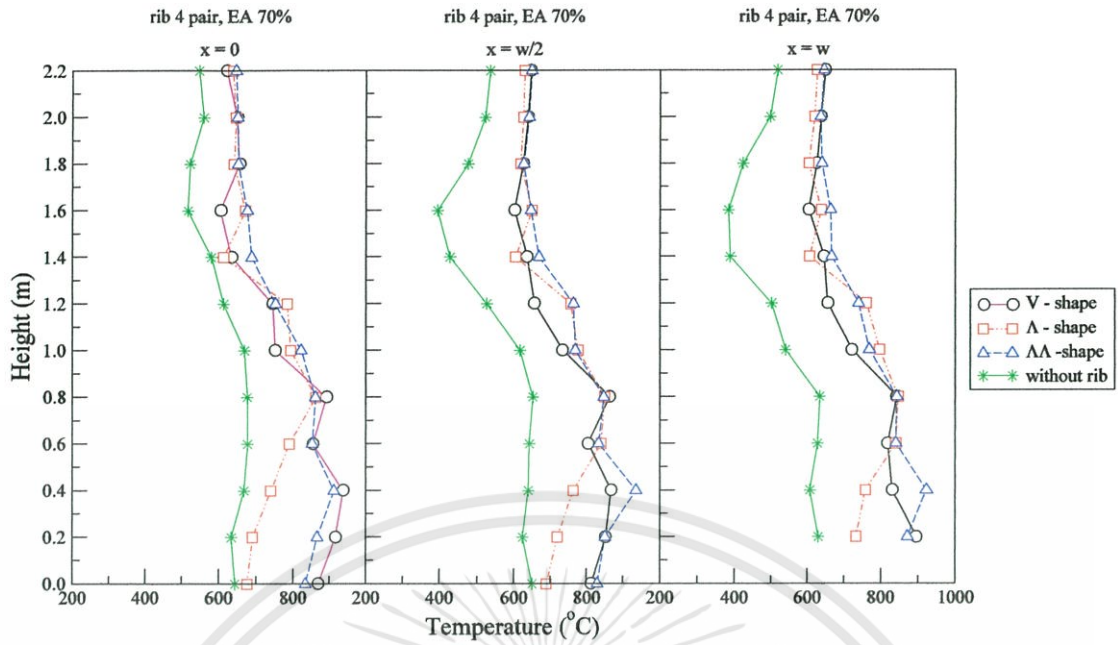 rib 4 pair, EA 70%
x = 0
rib 4 pair, EA 70%
x = w/2
rib 4 pair, EA 70%
x = w
Height (m)
2.2
2.0
1.8
1.6
1.4
1.2
1.0
0.8
0.6
0.4
0.2
0.0
200 400 600 800 200 400 600 800 200 400 600 800 1000
Temperature (°C)
V - shape
Λ - shape
ΛΛ -shape
without rib